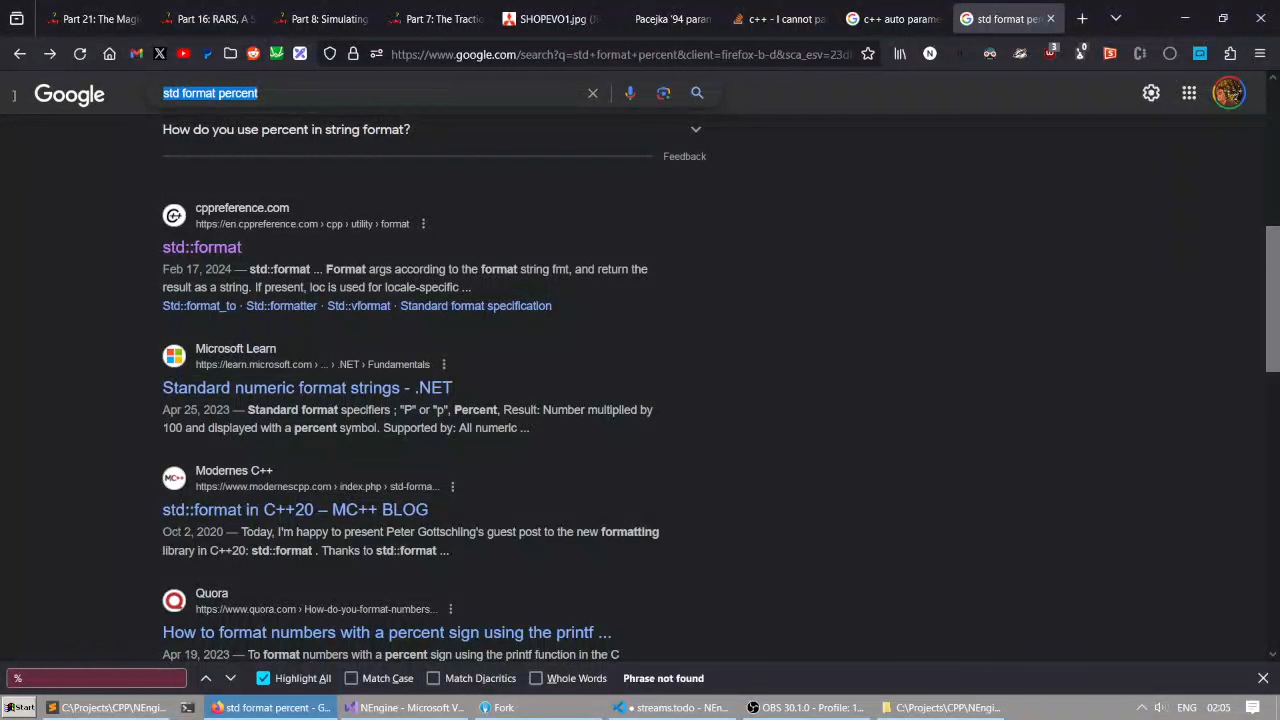 Part 21: The Magi
Part 16: RARS, A S
Part 8: Simulating
Part 7: The Tractio
SHOPEVO1.jpg (
Pacejka '94 paran
c++ - I cannot pa
c++ auto parame
std format per
https://www.google.com/search?q=std+format+percent&client=firefox-b-d&sca_esv=23d
N
3
0
]
Google
std format percent
How do you use percent in string format?
Feedback
cppreference.com
https://en.cppreference.com › cpp › utility › format
std::format
Feb 17, 2024 — std::format ... Format args according to the format string fmt, and return the
result as a string. If present, loc is used for locale-specific ...
Std::format_to · Std::formatter · Std::vformat · Standard format specification
Microsoft Learn
https://learn.microsoft.com › ... › .NET › Fundamentals
Standard numeric format strings - .NET
Apr 25, 2023 — Standard format specifiers ; "P" or "p", Percent, Result: Number multiplied by
100 and displayed with a percent symbol. Supported by: All numeric ...
MC++
Modernes C++
https://www.modernescpp.com › index.php › std-forma...
std::format in C++20 – MC++ BLOG
Oct 2, 2020 — Today, I'm happy to present Peter Gottschling's guest post to the new formatting
library in C++20: std::format . Thanks to std::format ...
Quora
https://www.quora.com › How-do-you-format-numbers...
How to format numbers with a percent sign using the printf ...
Apr 19, 2023 — To format numbers with a percent sign using the printf function in the C
%
Highlight All
Match Case
Match Diacritics
Whole Words
Phrase not found
Start
C:\Projects\CPP\NEngi...
std format percent - G...
NEngine - Microsoft V...
Fork
● streams.todo - NEn...
OBS 30.1.0 - Profile: 1...
C:\Projects\CPP\NEngi...
ENG
02:05